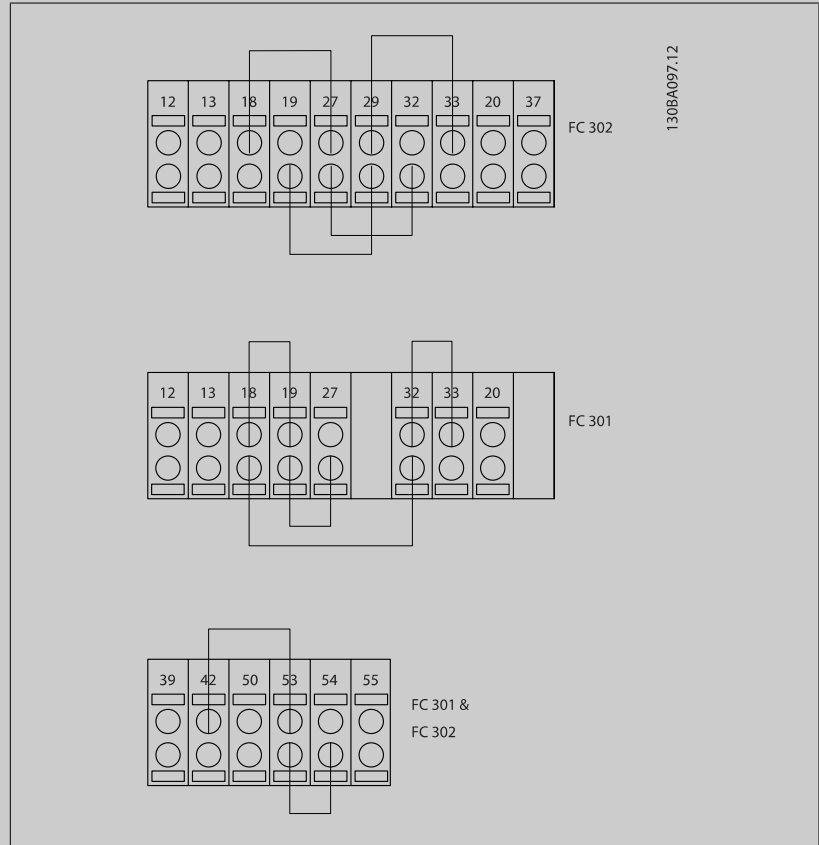 130BA097.12
12 13 18 19 27 29 32 33 20 37
FC 302
12 13 18 19 27 32 33 20
FC 301
39 42 50 53 54 55
FC 301 &
FC 302